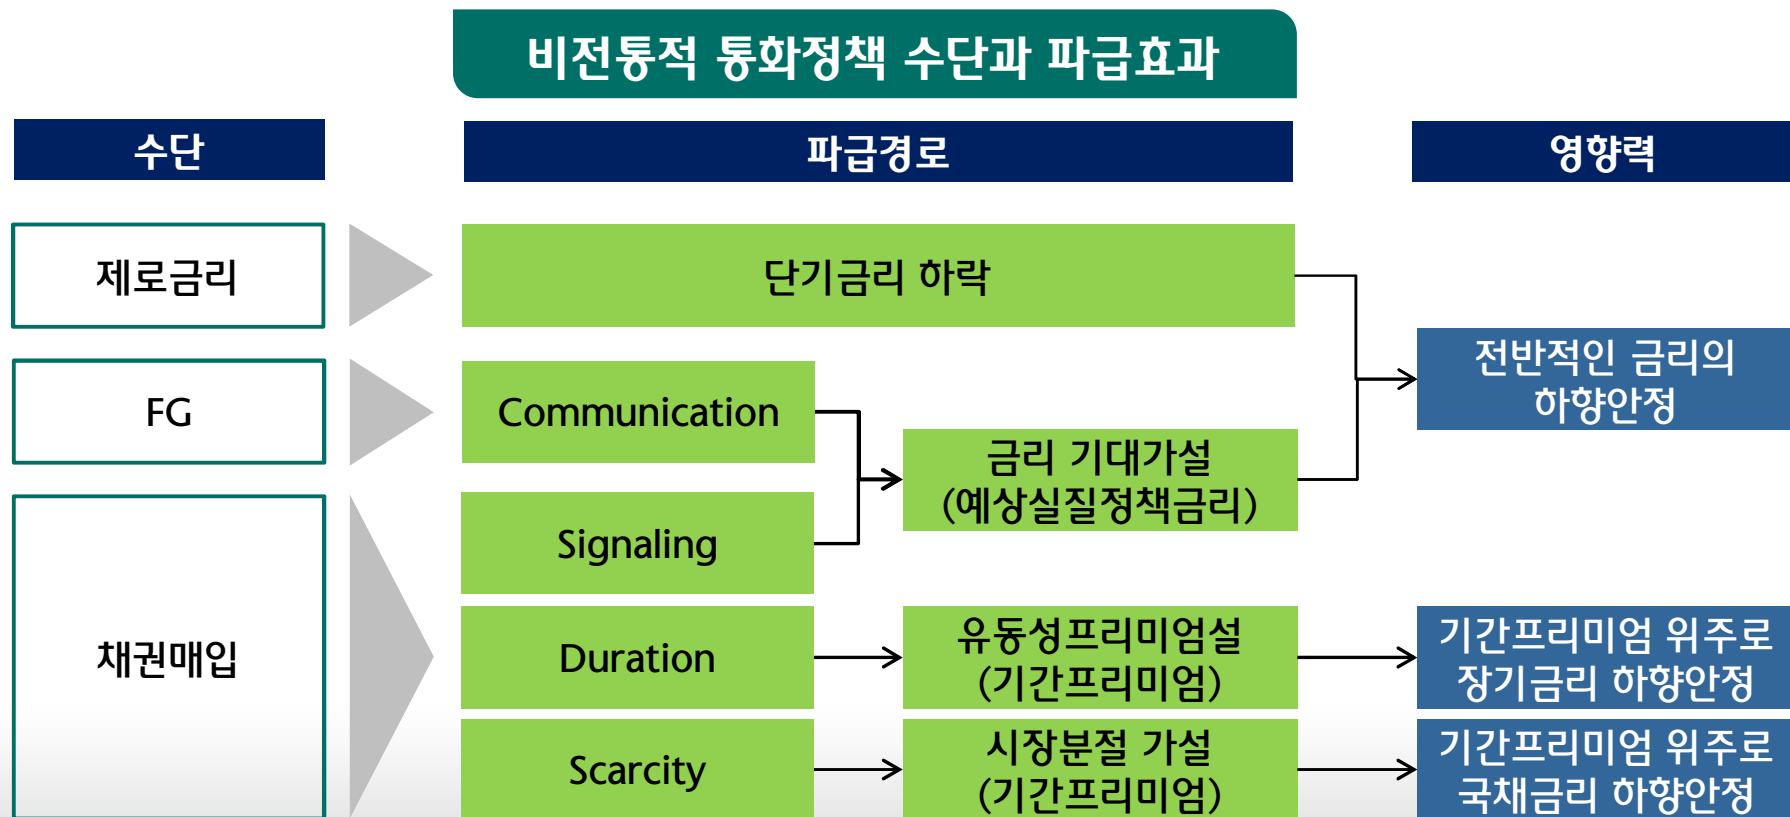 비전통적 통화정책 수단과 파급효과
수단
파급경로
영향력
제로금리
단기금리 하락
전반적인 금리의
하향안정
FG
Communication
금리 기대가설
(예상실질정책금리)
Signaling
채권매입
Duration
유동성프리미엄설
(기간프리미엄)
기간프리미엄 위주로
장기금리 하향안정
Scarcity
시장분절 가설
(기간프리미엄)
기간프리미엄 위주로
국채금리 하향안정